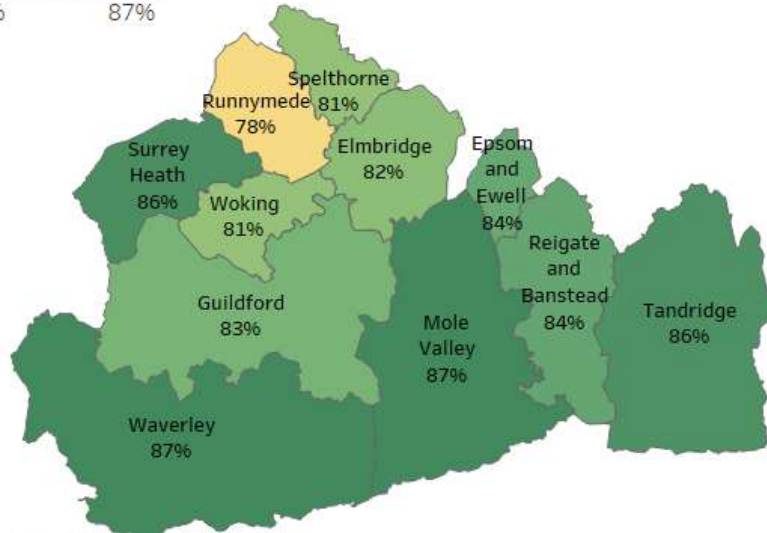 %
87%
Spelthorne
81%
Runnymede
78%
Elmbridge
82%
Epsom
and
Ewell
84%
Surrey
Heath
86%
Woking
81%
Reigate
and
Banstead
84%
Guildford
83%
Mole
Valley
87%
Tandridge
86%
Waverley
87%